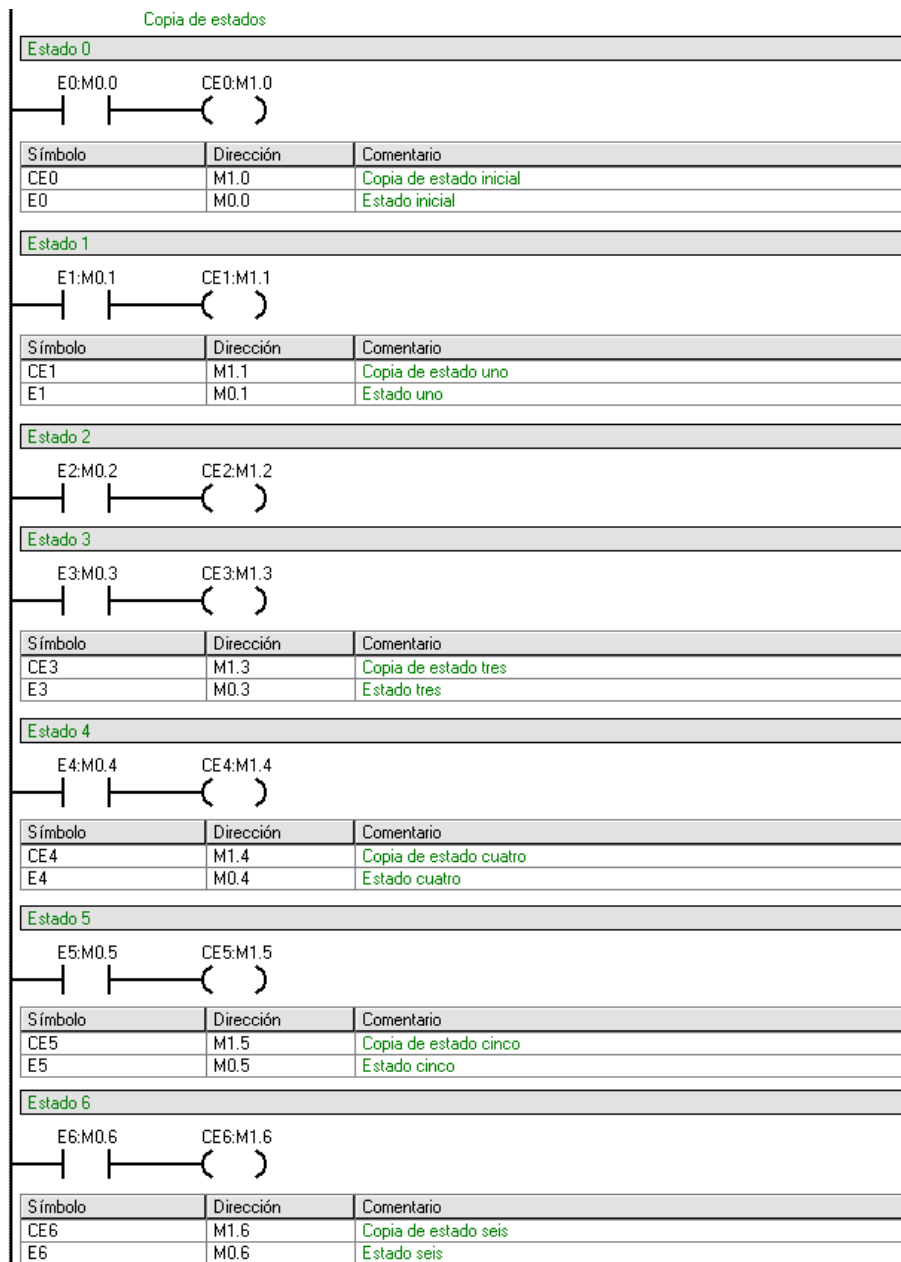 Copia de estados
Estado 0
E0:M0.0 CE0:M1.0
Símbolo Dirección Comentario
CE0 M1.0 Copia de estado inicial
E0 M0.0 Estado inicial
Estado 1
E1:M0.1 CE1:M1.1
Símbolo Dirección Comentario
CE1 M1.1 Copia de estado uno
E1 M0.1 Estado uno
Estado 2
E2:M0.2 CE2:M1.2
Estado 3
E3:M0.3 CE3:M1.3
Símbolo Dirección Comentario
CE3 M1.3 Copia de estado tres
E3 M0.3 Estado tres
Estado 4
E4:M0.4 CE4:M1.4
Símbolo Dirección Comentario
CE4 M1.4 Copia de estado cuatro
E4 M0.4 Estado cuatro
Estado 5
E5:M0.5 CE5:M1.5
Símbolo Dirección Comentario
CE5 M1.5 Copia de estado cinco
E5 M0.5 Estado cinco
Estado 6
E6:M0.6 CE6:M1.6
Símbolo Dirección Comentario
CE6 M1.6 Copia de estado seis
E6 M0.6 Estado seis